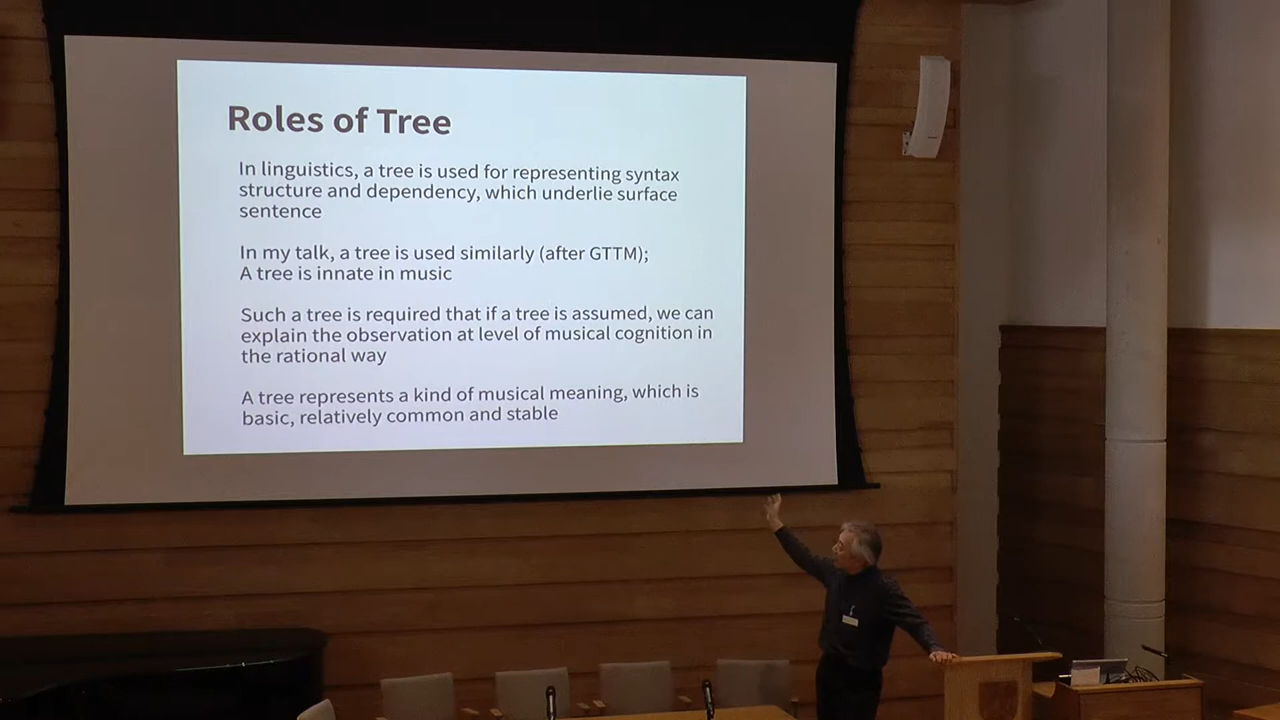 Roles of Tree
In linguistics, a tree is used for representing syntax
structure and dependency, which underlie surface
sentence
In my talk, a tree is used similarly (after GTTM);
A tree is innate in music
Such a tree is required that if a tree is assumed, we can
explain the observation at level of musical cognition in
the rational way
A tree represents a kind of musical meaning, which is
basic, relatively common and stable